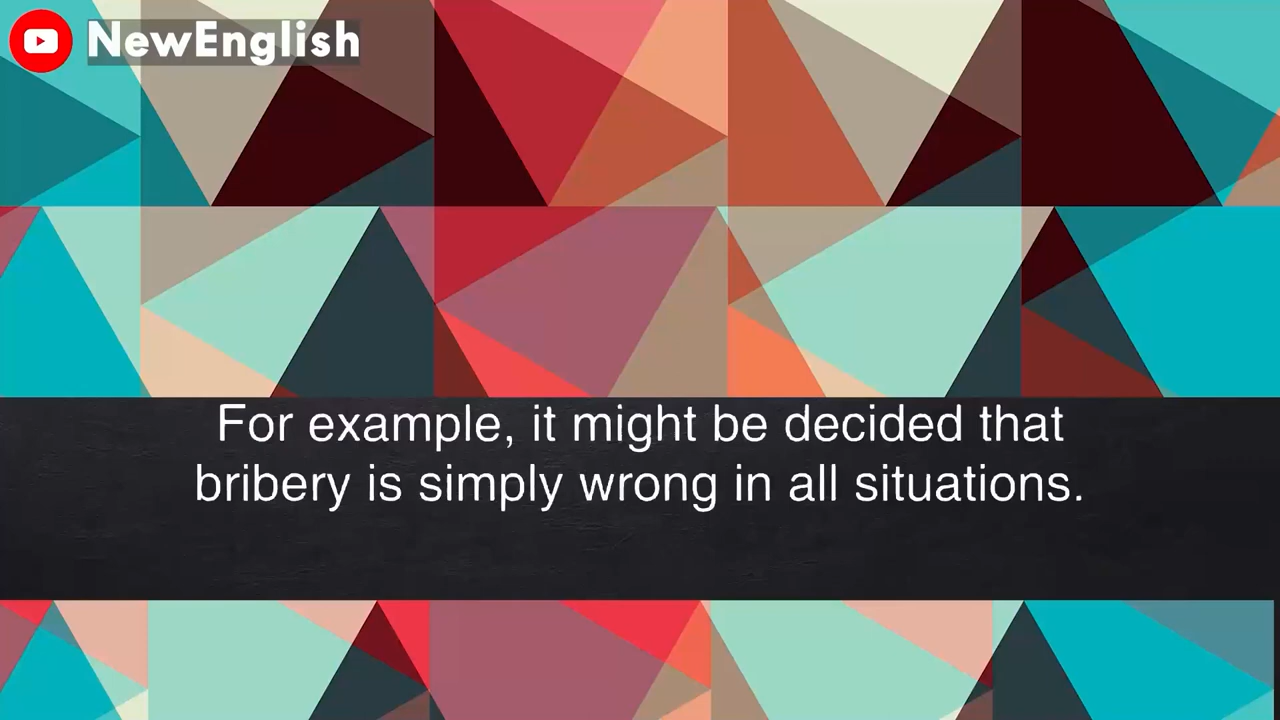 NewEnglish
For example, it might be decided that
bribery is simply wrong in all situations.